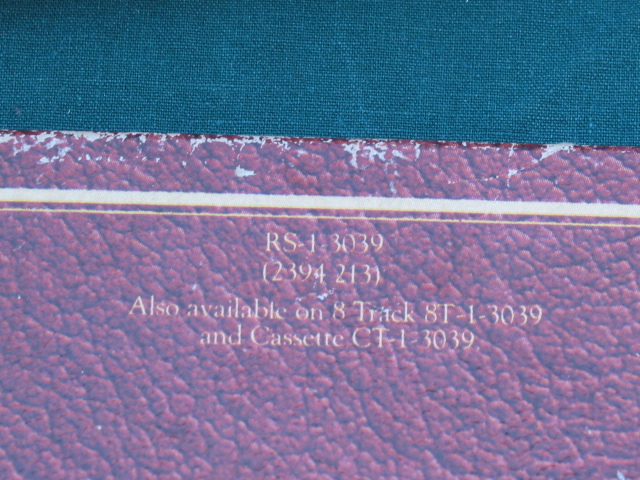 RS-1-3039
(2394 213)
Also available on 8 Track 8T-1-3039
and Cassette CT-1-3039.